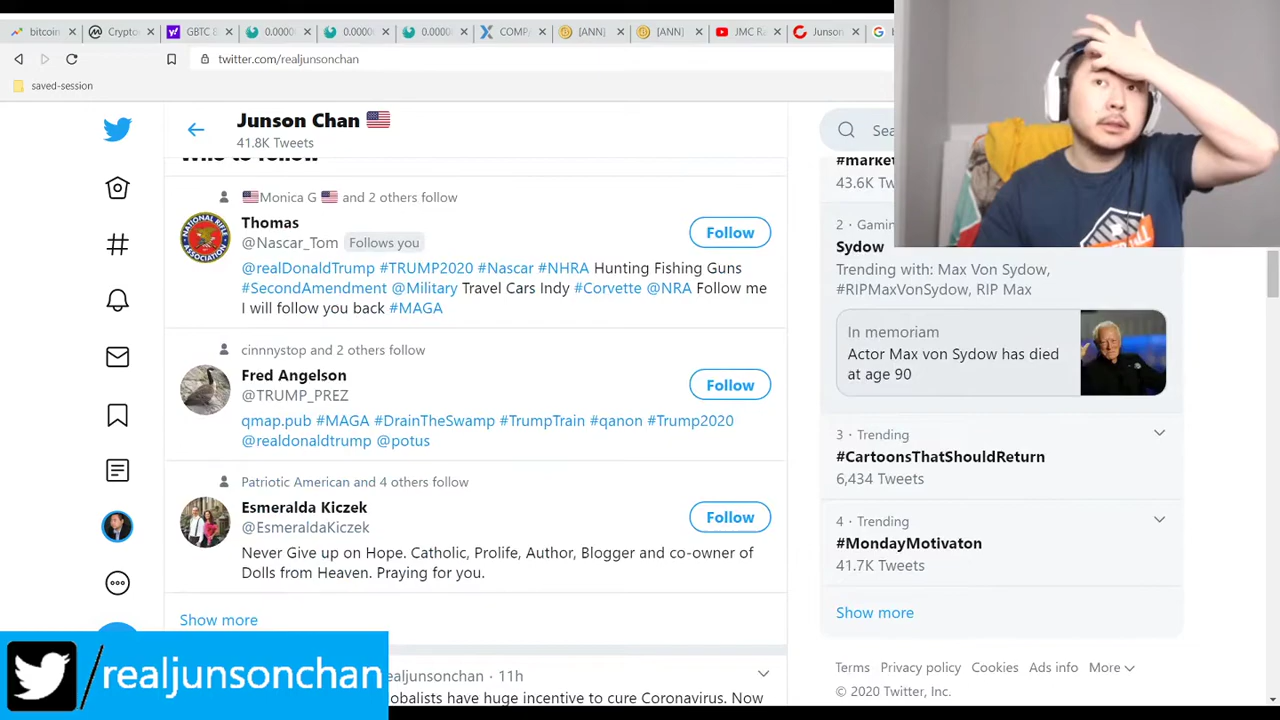 bitcoin
Crypto
GBTC
0.0000
0.0000
0.0000
COMP
[ANN]
[ANN]
JMC R
Junson
b
twitter.com/realjunsonchan
saved-session
Junson Chan
41.8K Tweets
Who to follow
Monica G and 2 others follow
Thomas
@Nascar_Tom Follows you
Follow
@realDonaldTrump #TRUMP2020 #Nascar #NHRA Hunting Fishing Guns
#SecondAmendment @Military Travel Cars Indy #Corvette @NRA Follow me
I will follow you back #MAGA
cinnnystop and 2 others follow
Fred Angelson
@TRUMP_PREZ
Follow
qmap.pub #MAGA #DrainTheSwamp #TrumpTrain #qanon #Trump2020
@realdonaldtrump @potus
Patriotic American and 4 others follow
Esmeralda Kiczek
@EsmeraldaKiczek
Follow
Never Give up on Hope. Catholic, Prolife, Author, Blogger and co-owner of
Dolls from Heaven. Praying for you.
Show more
ealjunsonchan · 11h
obalists have huge incentive to cure Coronavirus. Now
/realjunsonchan
Sea
#market
43.6K Tw
2 · Gami
Sydow
Trending with: Max Von Sydow,
#RIPMaxVonSydow, RIP Max
In memoriam
Actor Max von Sydow has died
at age 90
3 · Trending
#CartoonsThatShouldReturn
6,434 Tweets
4 · Trending
#MondayMotivaton
41.7K Tweets
Show more
Terms Privacy policy Cookies Ads info More
© 2020 Twitter, Inc.